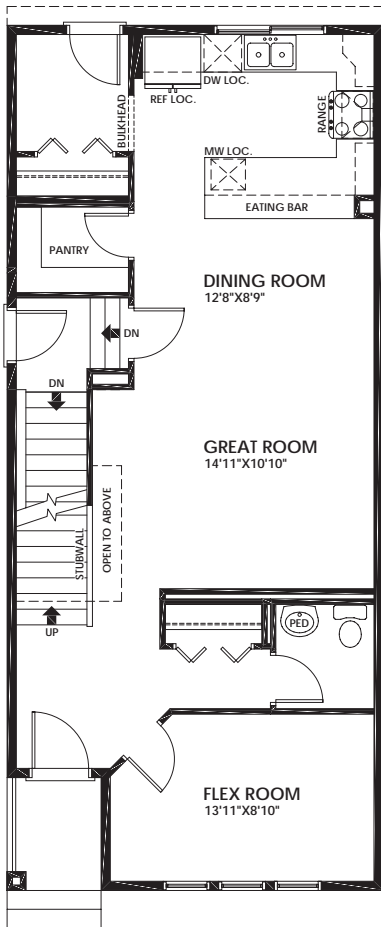 DW LOC.
REF LOC.
BULKHEAD
RANGE
MW LOC.
EATING BAR
PANTRY
DINING ROOM
12'8"X8'9"
DN
DN
GREAT ROOM
14'11"X10'10"
STUBWALL
OPEN TO ABOVE
UP
PED
FLEX ROOM
13'11"X8'10"